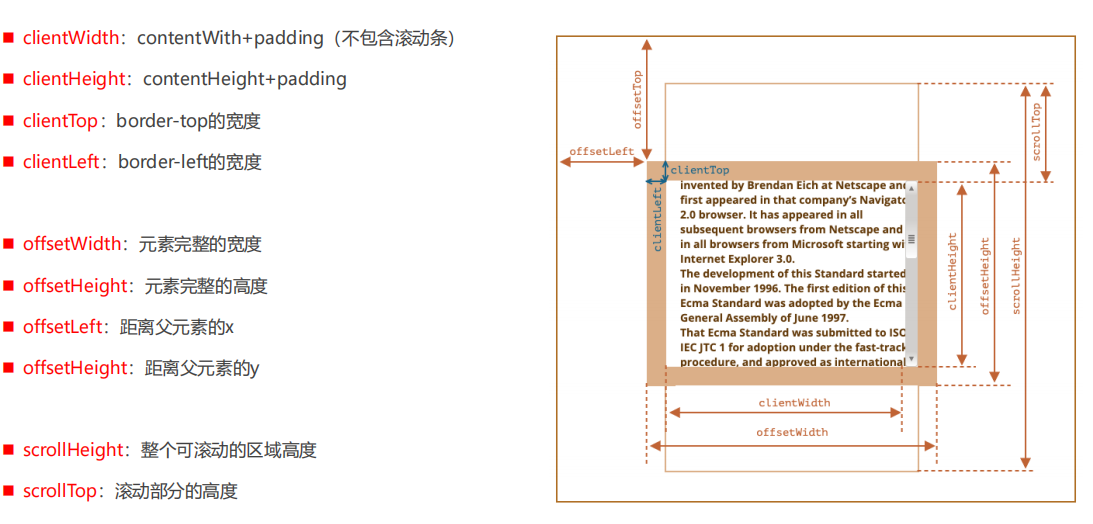 clientWidth：contentWith+padding（不包含滚动条）
clientHeight：contentHeight+padding
clientTop：border-top的宽度
clientLeft：border-left的宽度
offsetWidth：元素完整的宽度
offsetHeight：元素完整的高度
offsetLeft：距离父元素的x
offsetHeight：距离父元素的y
scrollHeight：整个可滚动的区域高度
scrollTop：滚动部分的高度
offsetTop
offsetLeft
scrollTop
clientTop
clientLeft
invented by Brendan Eich at Netscape and
first appeared in that company's Navigato
2.0 browser. It has appeared in all
subsequent browsers from Netscape and
in all browsers from Microsoft starting wi
Internet Explorer 3.0.
The development of this Standard started
in November 1996. The first edition of this
Ecma Standard was adopted by the Ecma
General Assembly of June 1997.
That Ecma Standard was submitted to ISO
IEC JTC 1 for adoption under the fast-track
procedure, and approved as international
clientHeight
offsetHeight
scrollHeight
clientWidth
offsetWidth